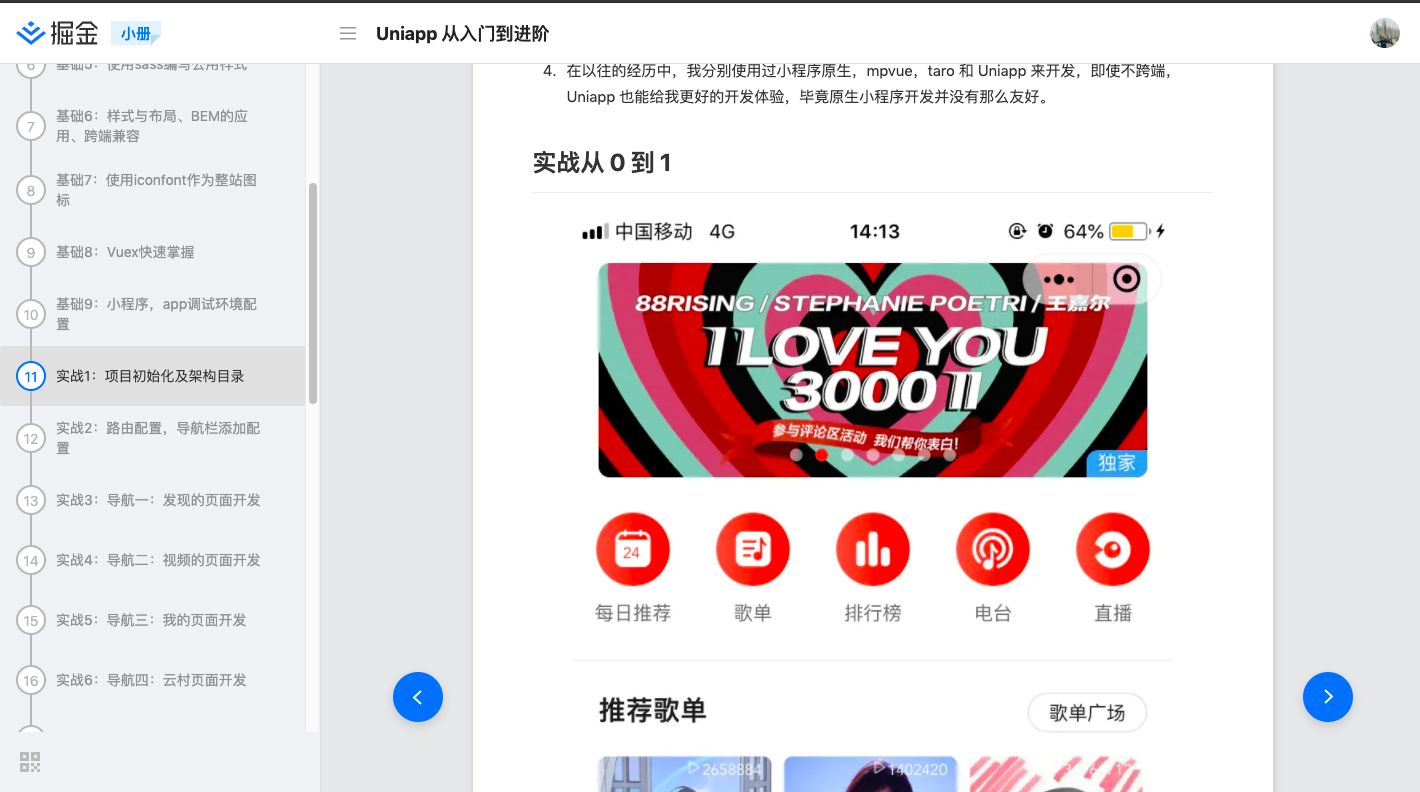 掘金
小册
Uniapp 从入门到进阶
6
基础5：使用sass编写公用样式
7
基础6：样式与布局、BEM的应
用、跨端兼容
8
基础7：使用iconfont作为整站图
标
9
基础8：Vuex快速掌握
10
基础9：小程序，app调试环境配
置
11
实战1：项目初始化及架构目录
12
实战2：路由配置，导航栏添加配
置
13
实战3：导航一：发现的页面开发
14
实战4：导航二：视频的页面开发
15
实战5：导航三：我的页面开发
16
实战6：导航四：云村页面开发
4. 在以往的经历中，我分别使用过小程序原生，mpvue，taro 和 Uniapp 来开发，即使不跨端，
Uniapp 也能给我更好的开发体验，毕竟原生小程序开发并没有那么友好。
实战从 0 到 1
中国移动 4G
14:13
64%
88RISING / STEPHANIE POETRI / 王嘉尔
I LOVE YOU
3000 II
参与评论区活动 我们帮你表白！
独家
24
每日推荐
歌单
排行榜
电台
直播
推荐歌单
歌单广场
2658884
1402420